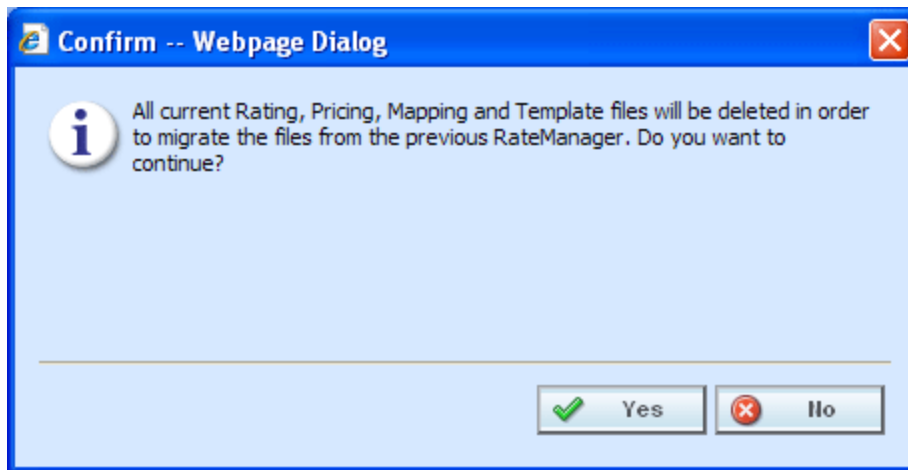 Confirm -- Webpage Dialog
All current Rating, Pricing, Mapping and Template files will be deleted in order
to migrate the files from the previous RateManager. Do you want to
continue?
Yes
No